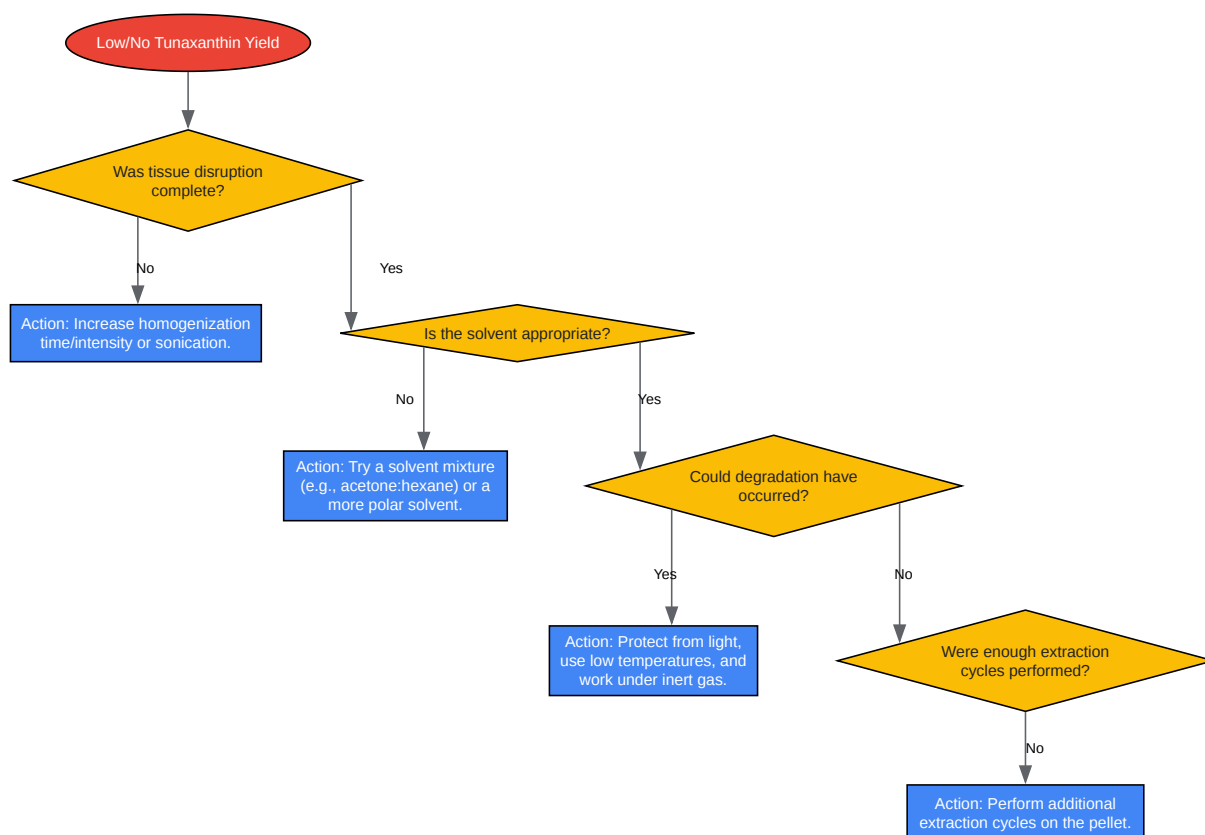 Low/No Tunaxanthin Yield
Was tissue disruption
complete?
No
Yes
Action: Increase homogenization
time/intensity or sonication.
Is the solvent appropriate?
No
Yes
Action: Try a solvent mixture
(e.g., acetone:hexane) or a
more polar solvent.
Could degradation have
occurred?
Yes
No
Action: Protect from light,
use low temperatures, and
work under inert gas.
Were enough extraction
cycles performed?
No
Action: Perform additional
extraction cycles on the pellet.